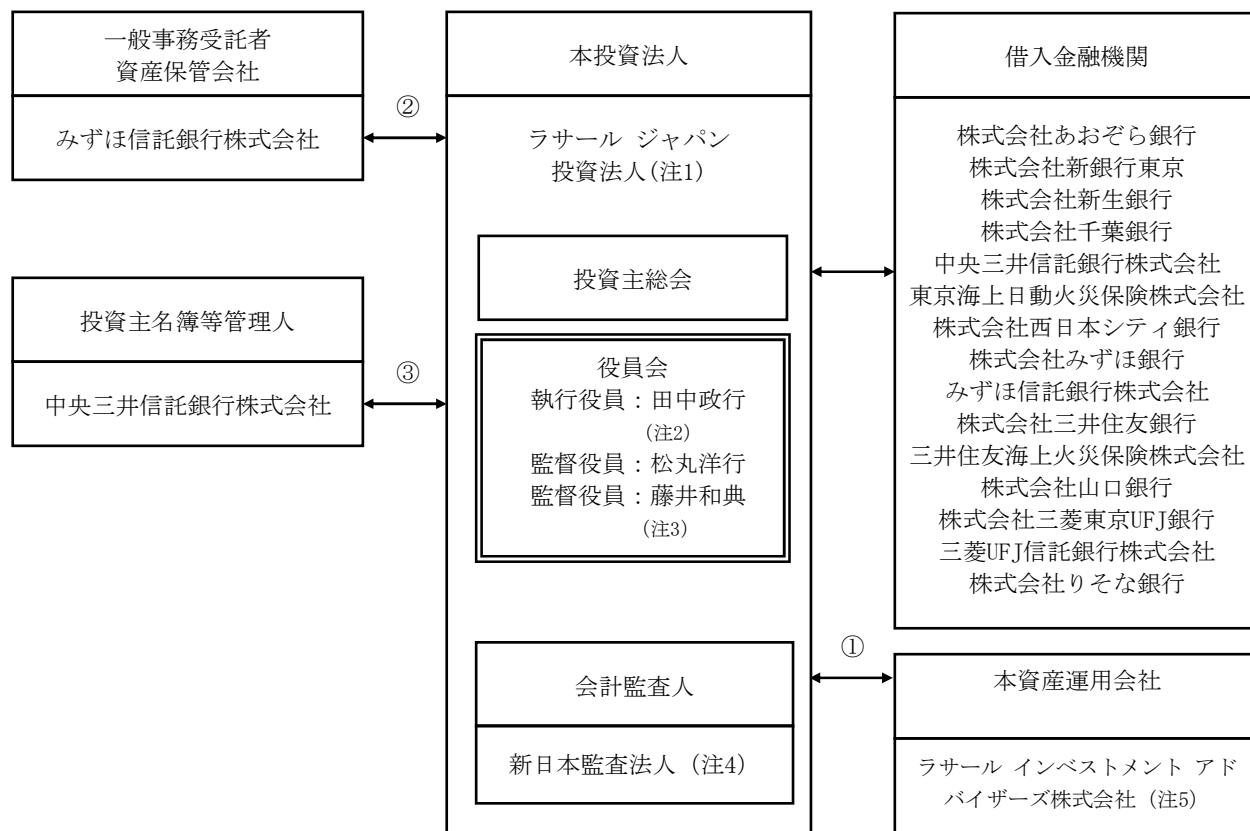 一般事務受託者
資産保管会社
みずほ信託銀行株式会社
②
投資主名簿等管理人
中央三井信託銀行株式会社
③
本投資法人
ラサール ジャパン
投資法人(注1)
投資主総会
役員会
執行役員：田中政行
(注2)
監督役員：松丸洋行
監督役員：藤井和典
(注3)
会計監査人
新日本監査法人 (注4)
借入金融機関
株式会社あおぞら銀行
株式会社新銀行東京
株式会社新生銀行
株式会社千葉銀行
中央三井信託銀行株式会社
東京海上日動火災保険株式会社
株式会社西日本シティ銀行
株式会社みずほ銀行
みずほ信託銀行株式会社
株式会社三井住友銀行
三井住友海上火災保険株式会社
株式会社山口銀行
株式会社三菱東京UFJ銀行
三菱UFJ信託銀行株式会社
株式会社りそな銀行
①
本資産運用会社
ラサール インベストメント アド
バイザーズ株式会社 (注5)